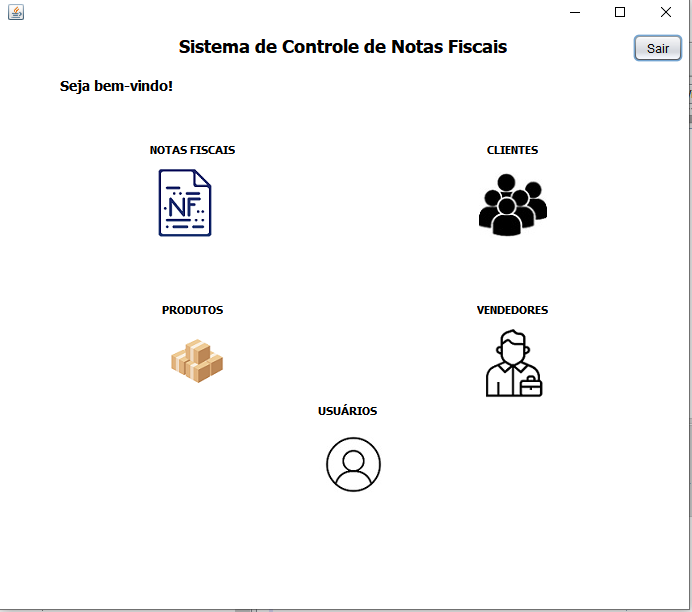 Sistema de Controle de Notas Fiscais
Sair
Seja bem-vindo!
NOTAS FISCAIS
CLIENTES
NF
PRODUTOS
VENDEDORES
USUÁRIOS